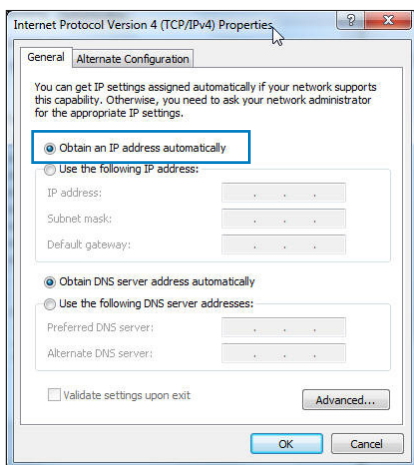 Internet Protocol Version 4 (TCP/IPv4) Properties
General
Alternate Configuration
You can get IP settings assigned automatically if your network supports
this capability. Otherwise, you need to ask your network administrator
for the appropriate IP settings.
Obtain an IP address automatically
Use the following IP address:
IP address:
Subnet mask:
Default gateway:
Obtain DNS server address automatically
Use the following DNS server addresses:
Preferred DNS server:
Alternate DNS server:
Validate settings upon exit
Advanced...
OK
Cancel